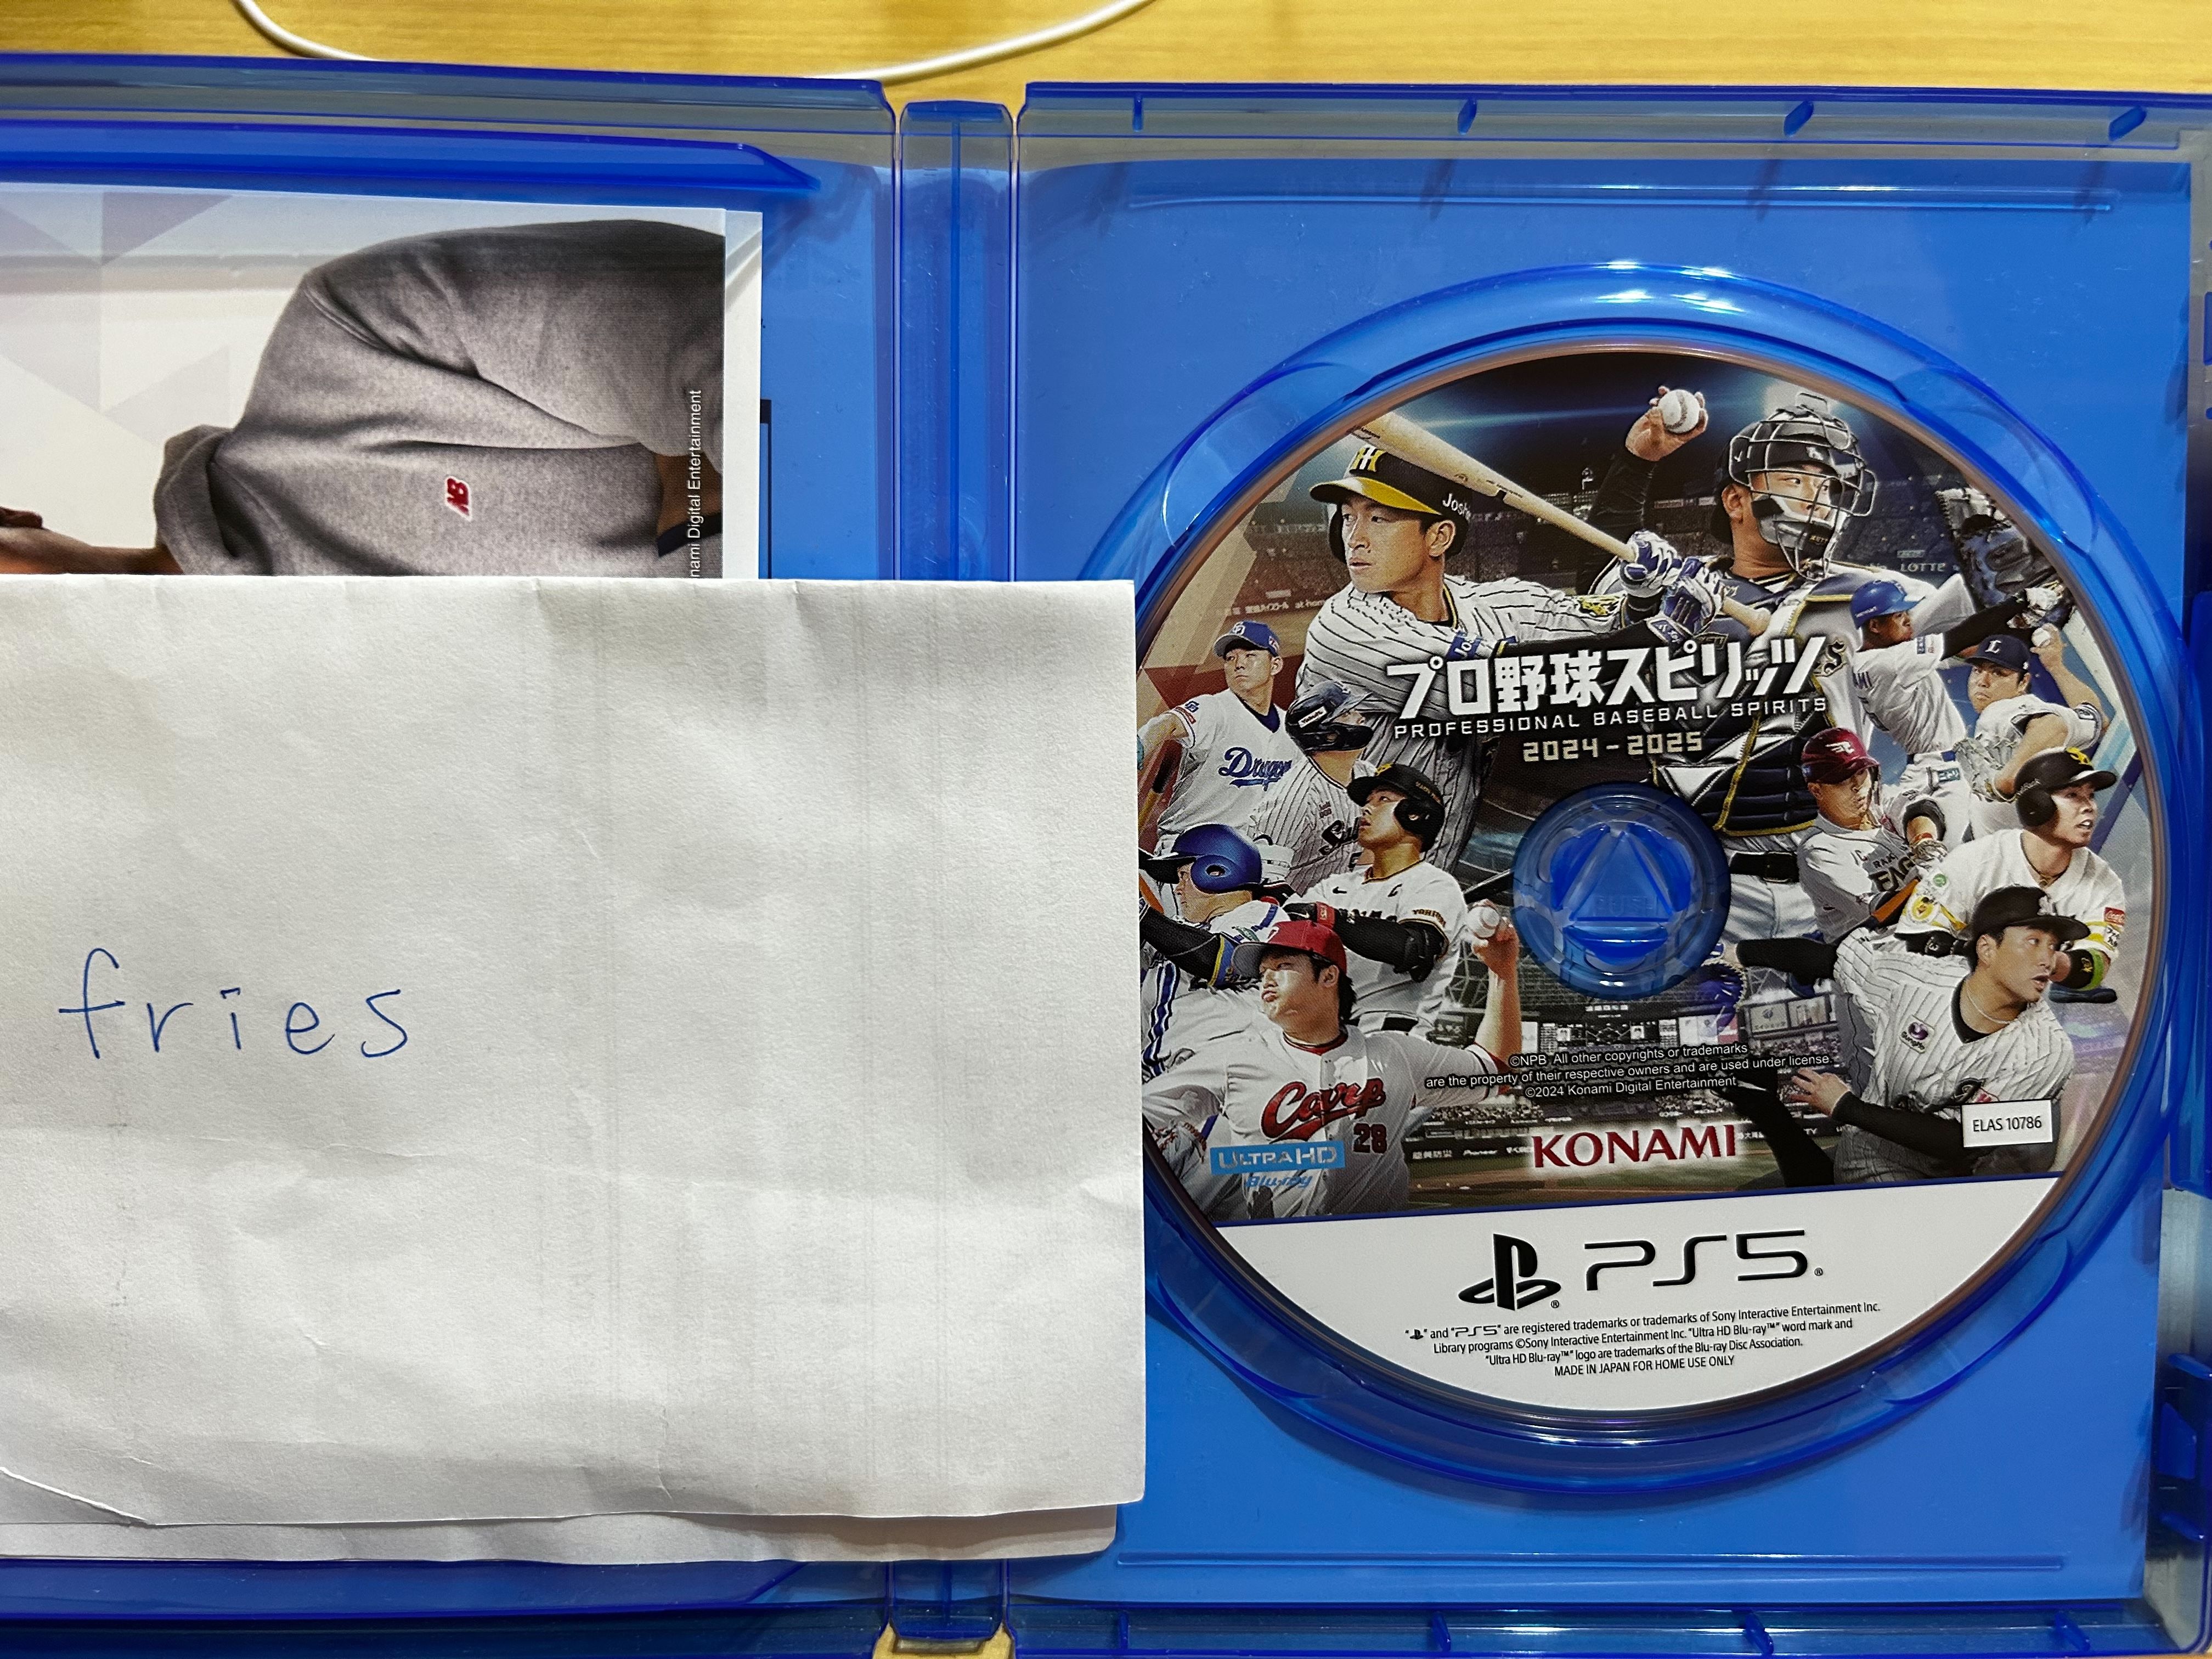 NB
nami Digital Entertainment
fries
H
Josh
LOTTE
プロ野球スピリッツ
PROFESSIONAL BASEBALL SPIRITS
2024-2025
L
C
Carp
28
©NPB, All other copyrights or trademarks
are the property of their respective owners and are used under license.
©2024 Konami Digital Entertainment
ELAS 10786
ULTRA HD
Blu-ray
KONAMI
PS5®
"PS" and "PS5" are registered trademarks or trademarks of Sony Interactive Entertainment Inc.
Library programs ©Sony Interactive Entertainment Inc. "Ultra HD Blu-ray™" word mark and
"Ultra HD Blu-ray™" logo are trademarks of the Blu-ray Disc Association.
MADE IN JAPAN FOR HOME USE ONLY